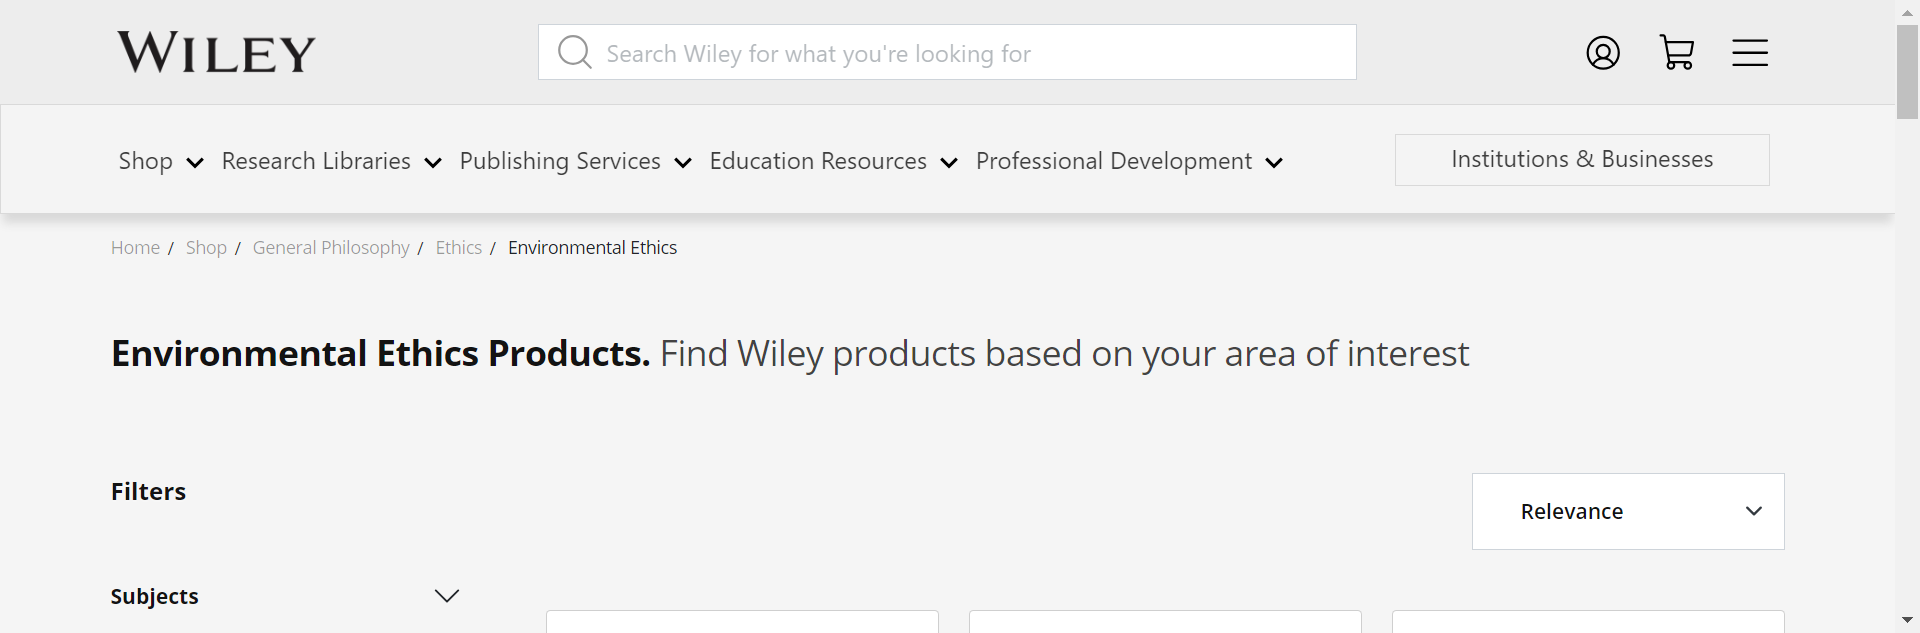 WILEY
Search Wiley for what you're looking for
Shop Research Libraries Publishing Services Education Resources Professional Development Institutions & Businesses
Home / Shop / General Philosophy / Ethics / Environmental Ethics
Environmental Ethics Products. Find Wiley products based on your area of interest
Filters
Relevance
Subjects